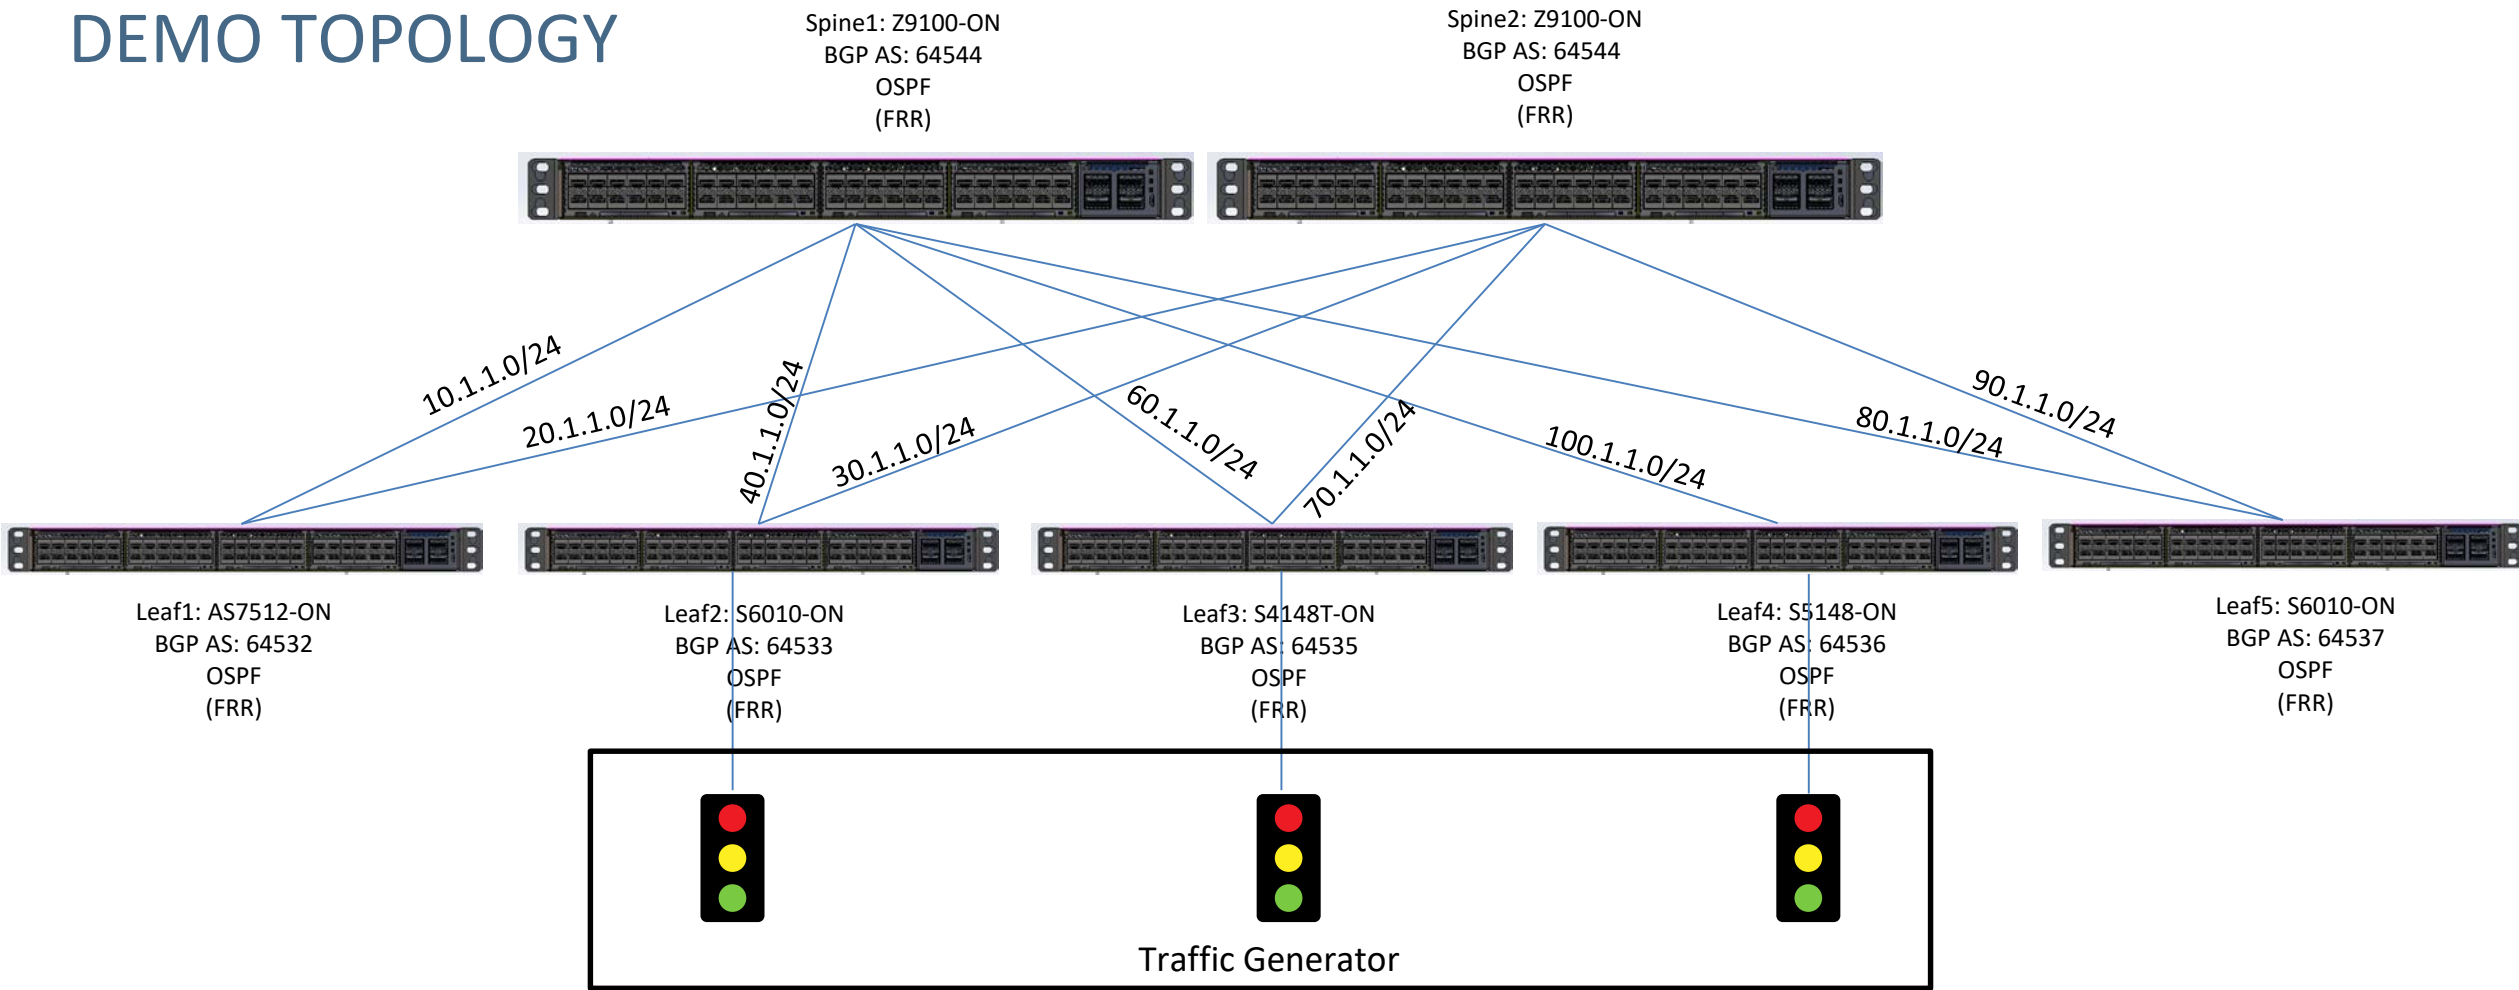 DEMO TOPOLOGY
Spine1: Z9100-ON
BGP AS: 64544
OSPF
(FRR)
Spine2: Z9100-ON
BGP AS: 64544
OSPF
(FRR)
10.1.1.0/24
20.1.1.0/24
40.1.1.0/24
30.1.1.0/24
60.1.1.0/24
70.1.1.0/24
100.1.1.0/24
80.1.1.0/24
90.1.1.0/24
Leaf1: AS7512-ON
BGP AS: 64532
OSPF
(FRR)
Leaf2: S6010-ON
BGP AS: 64533
OSPF
(FRR)
Leaf3: S4148T-ON
BGP AS: 64535
OSPF
(FRR)
Leaf4: S5148-ON
BGP AS: 64536
OSPF
(FRR)
Leaf5: S6010-ON
BGP AS: 64537
OSPF
(FRR)
Traffic Generator